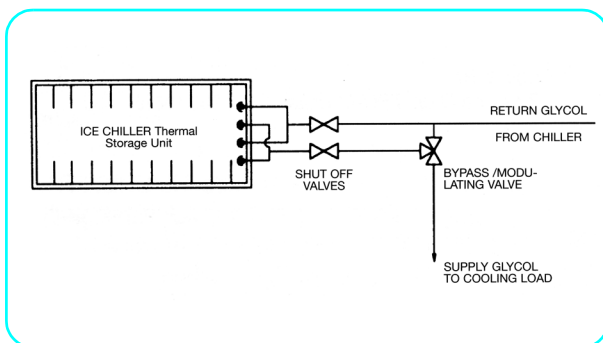 ICE CHILLER Thermal
Storage Unit
SHUT OFF
VALVES
RETURN GLYCOL
FROM CHILLER
BYPASS /MODU-
LATING VALVE
SUPPLY GLYCOL
TO COOLING LOAD